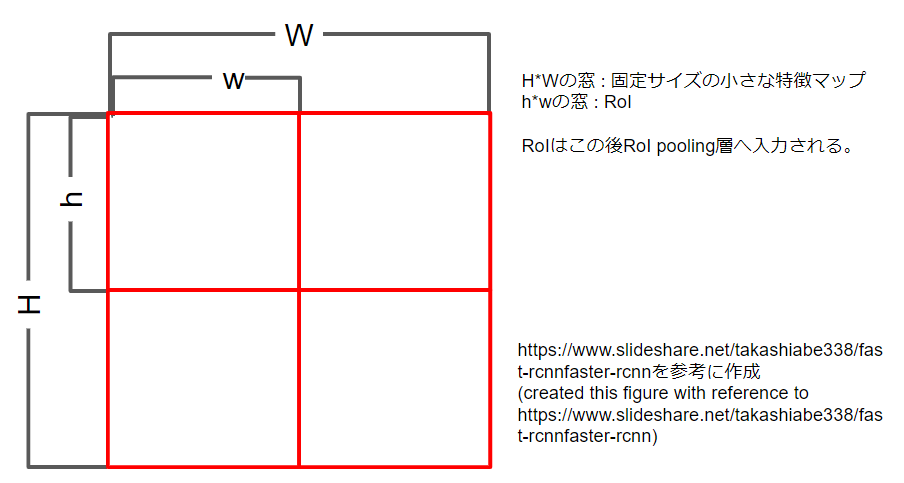 W
w
h
H
H*Wの窓 : 固定サイズの小さな特徴マップ
h*wの窓 : RoI
RoIはこの後RoI pooling層へ入力される。
https://www.slideshare.net/takashiabe338/fas
t-rcnnfaster-rcnnを参考に作成
(created this figure with reference to
https://www.slideshare.net/takashiabe338/fas
t-rcnnfaster-rcnn)